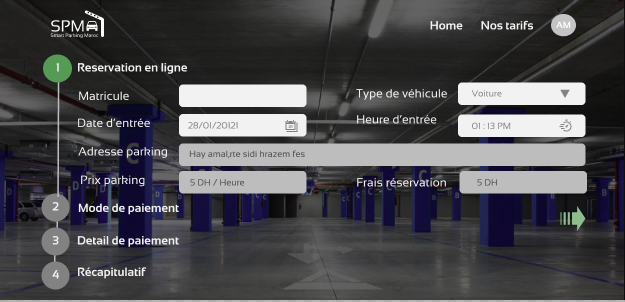 SPM
Smart Parking Maroc
Home
Nos tarifs
AM
1
Reservation en ligne
Matricule
Type de véhicule
Voiture
Date d'entrée
28/01/20121
Heure d'entrée
01 : 13 PM
Adresse parking
Hay amal,rte sidi hrazem fes
Prix parking
5 DH / Heure
Frais réservation
5 DH
2
Mode de paiement
3
Detail de paiement
4
Récapitulatif